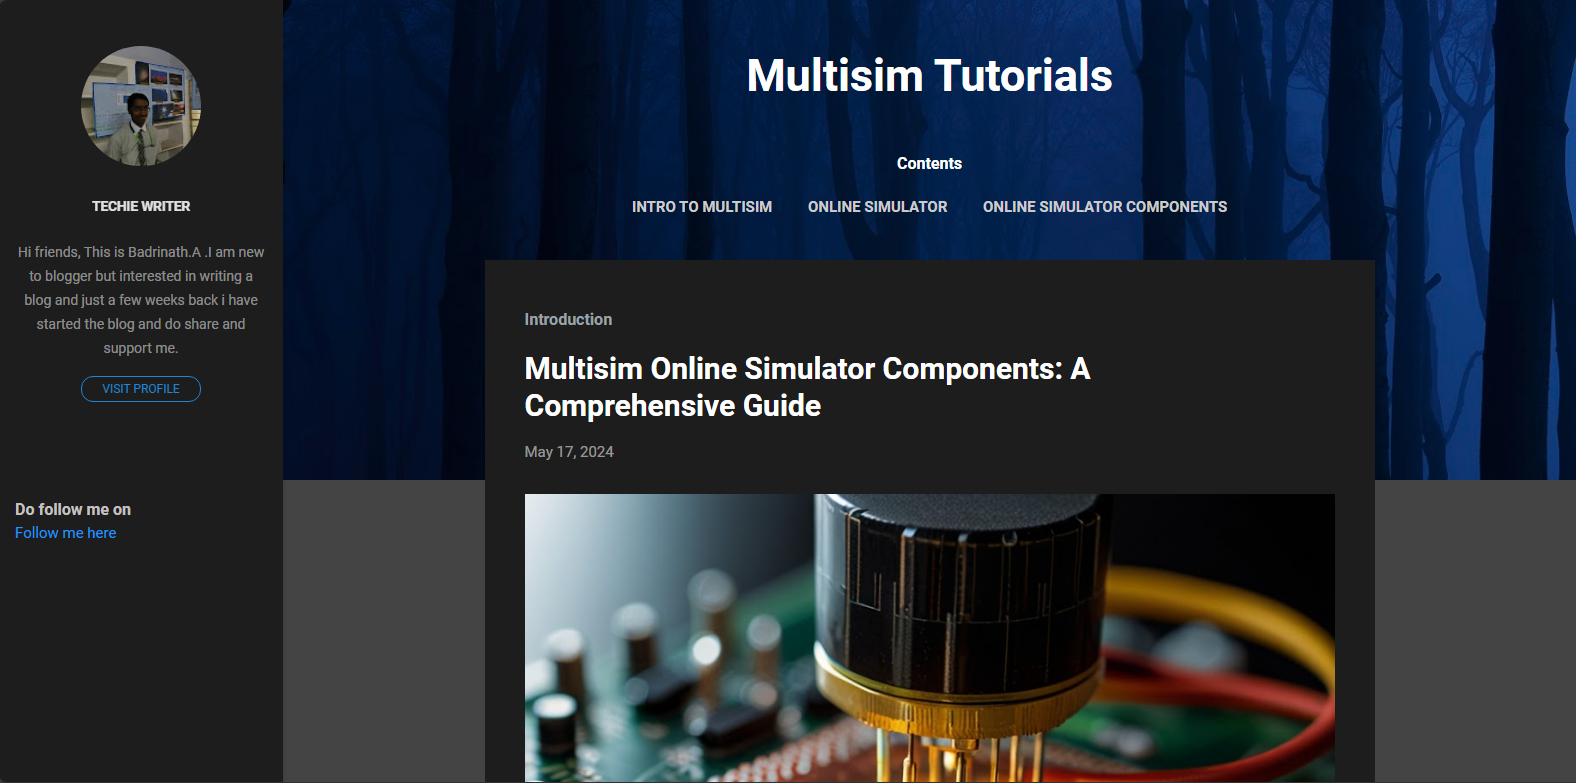 TECHIE WRITER
Hi friends, This is Badrinath.A .I am new
to blogger but interested in writing a
blog and just a few weeks back i have
started the blog and do share and
support me.
VISIT PROFILE
Do follow me on
Follow me here
Multisim Tutorials
Contents
INTRO TO MULTISIM ONLINE SIMULATOR ONLINE SIMULATOR COMPONENTS
Introduction
Multisim Online Simulator Components: A
Comprehensive Guide
May 17, 2024